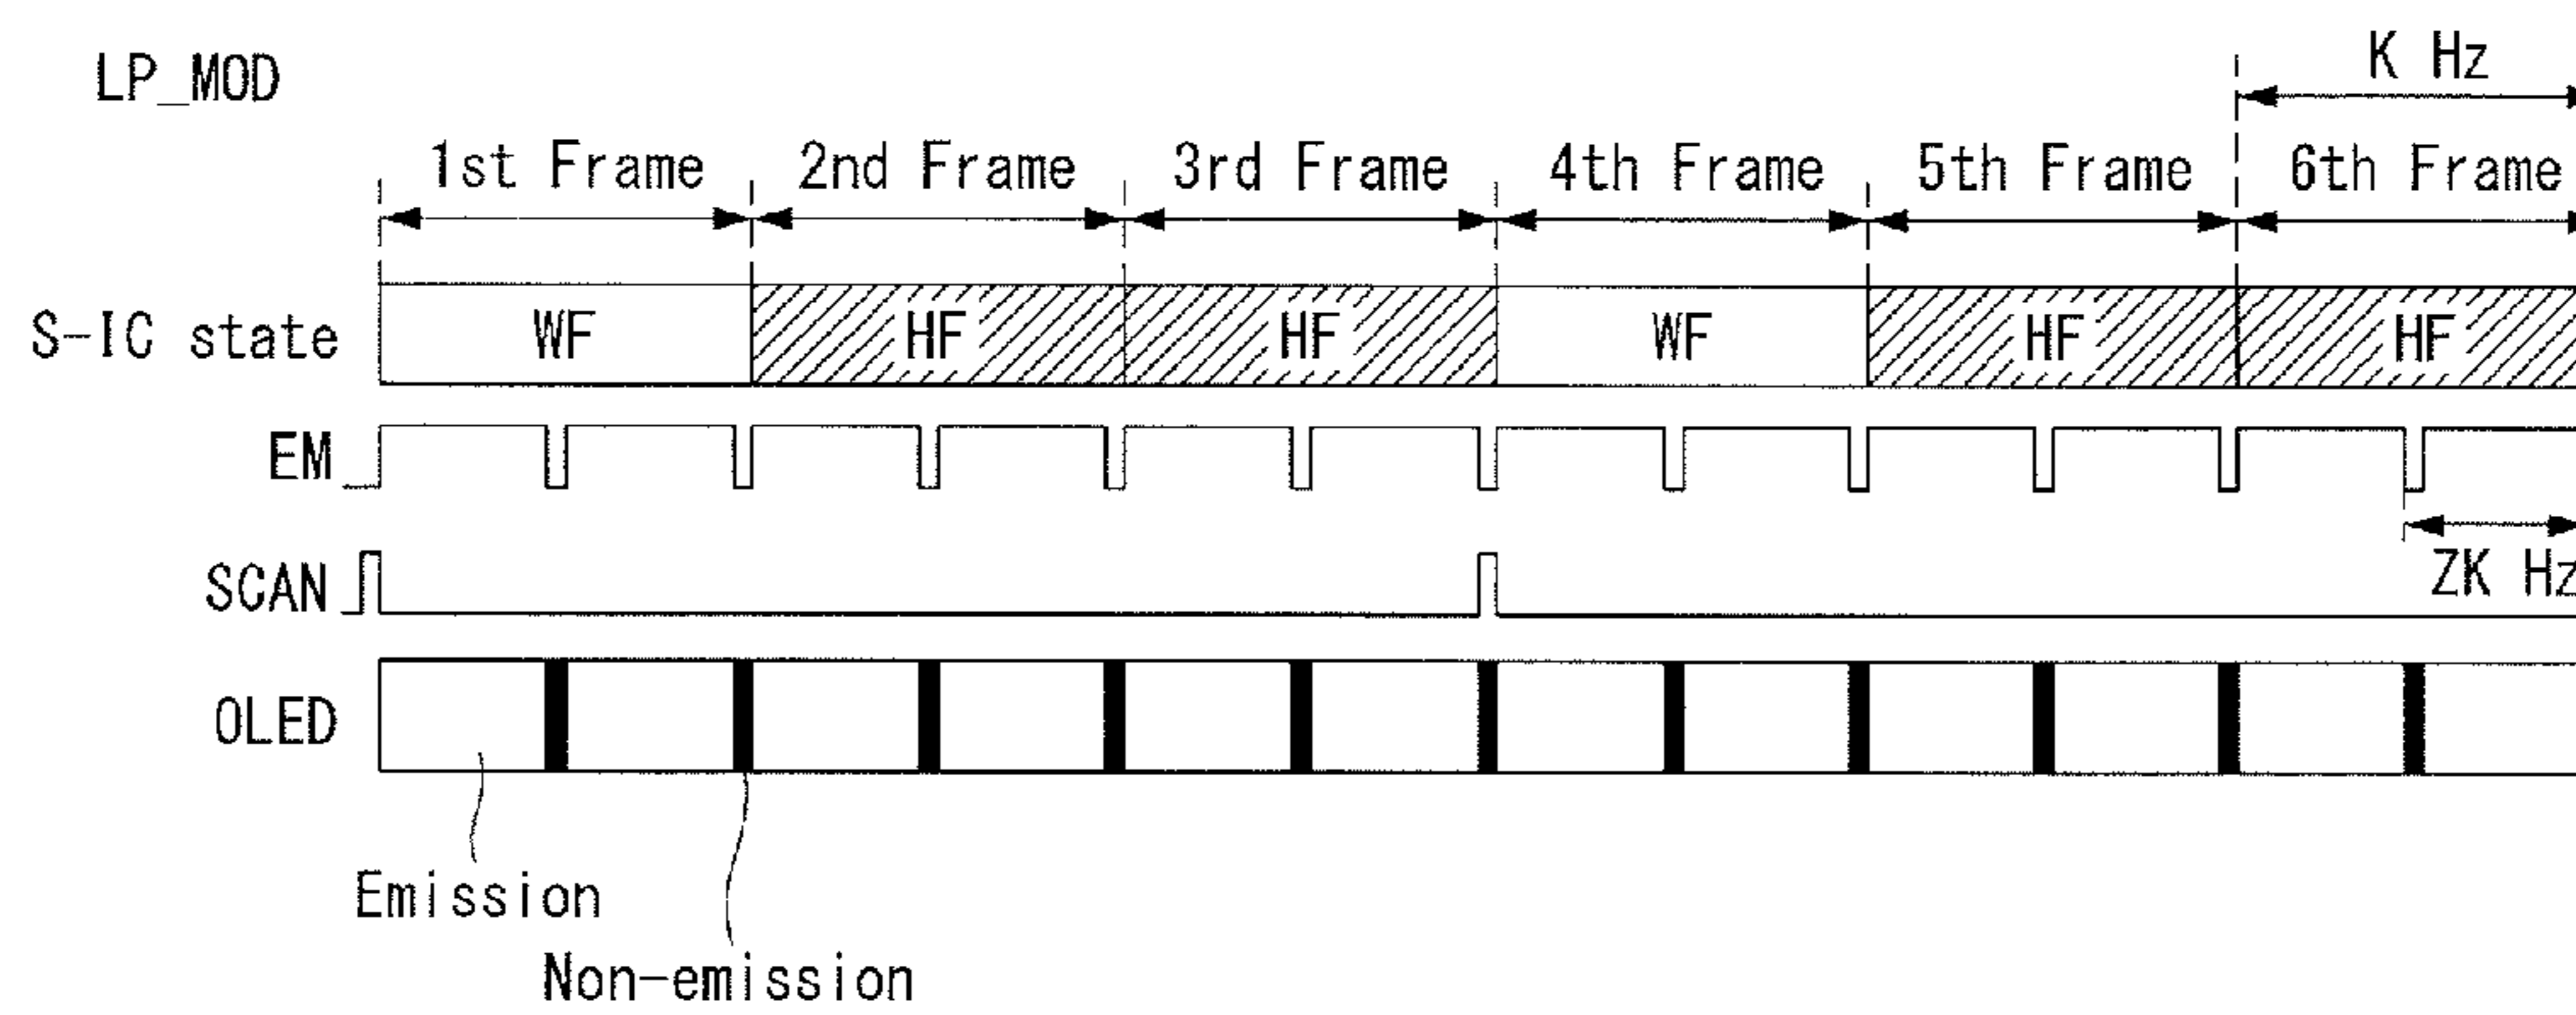 LP_MOD
K Hz
1st Frame 2nd Frame 3rd Frame 4th Frame 5th Frame 6th Frame
S-IC state WF HF HF WF HF HF
EM
SCAN
ZK Hz
OLED
Emission
Non-emission